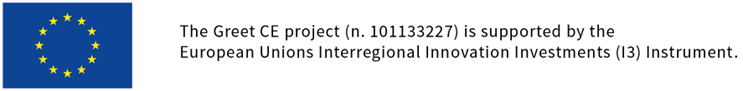 The Greet CE project (n. 101133227) is supported by the
European Unions Interregional Innovation Investments (I3) Instrument.